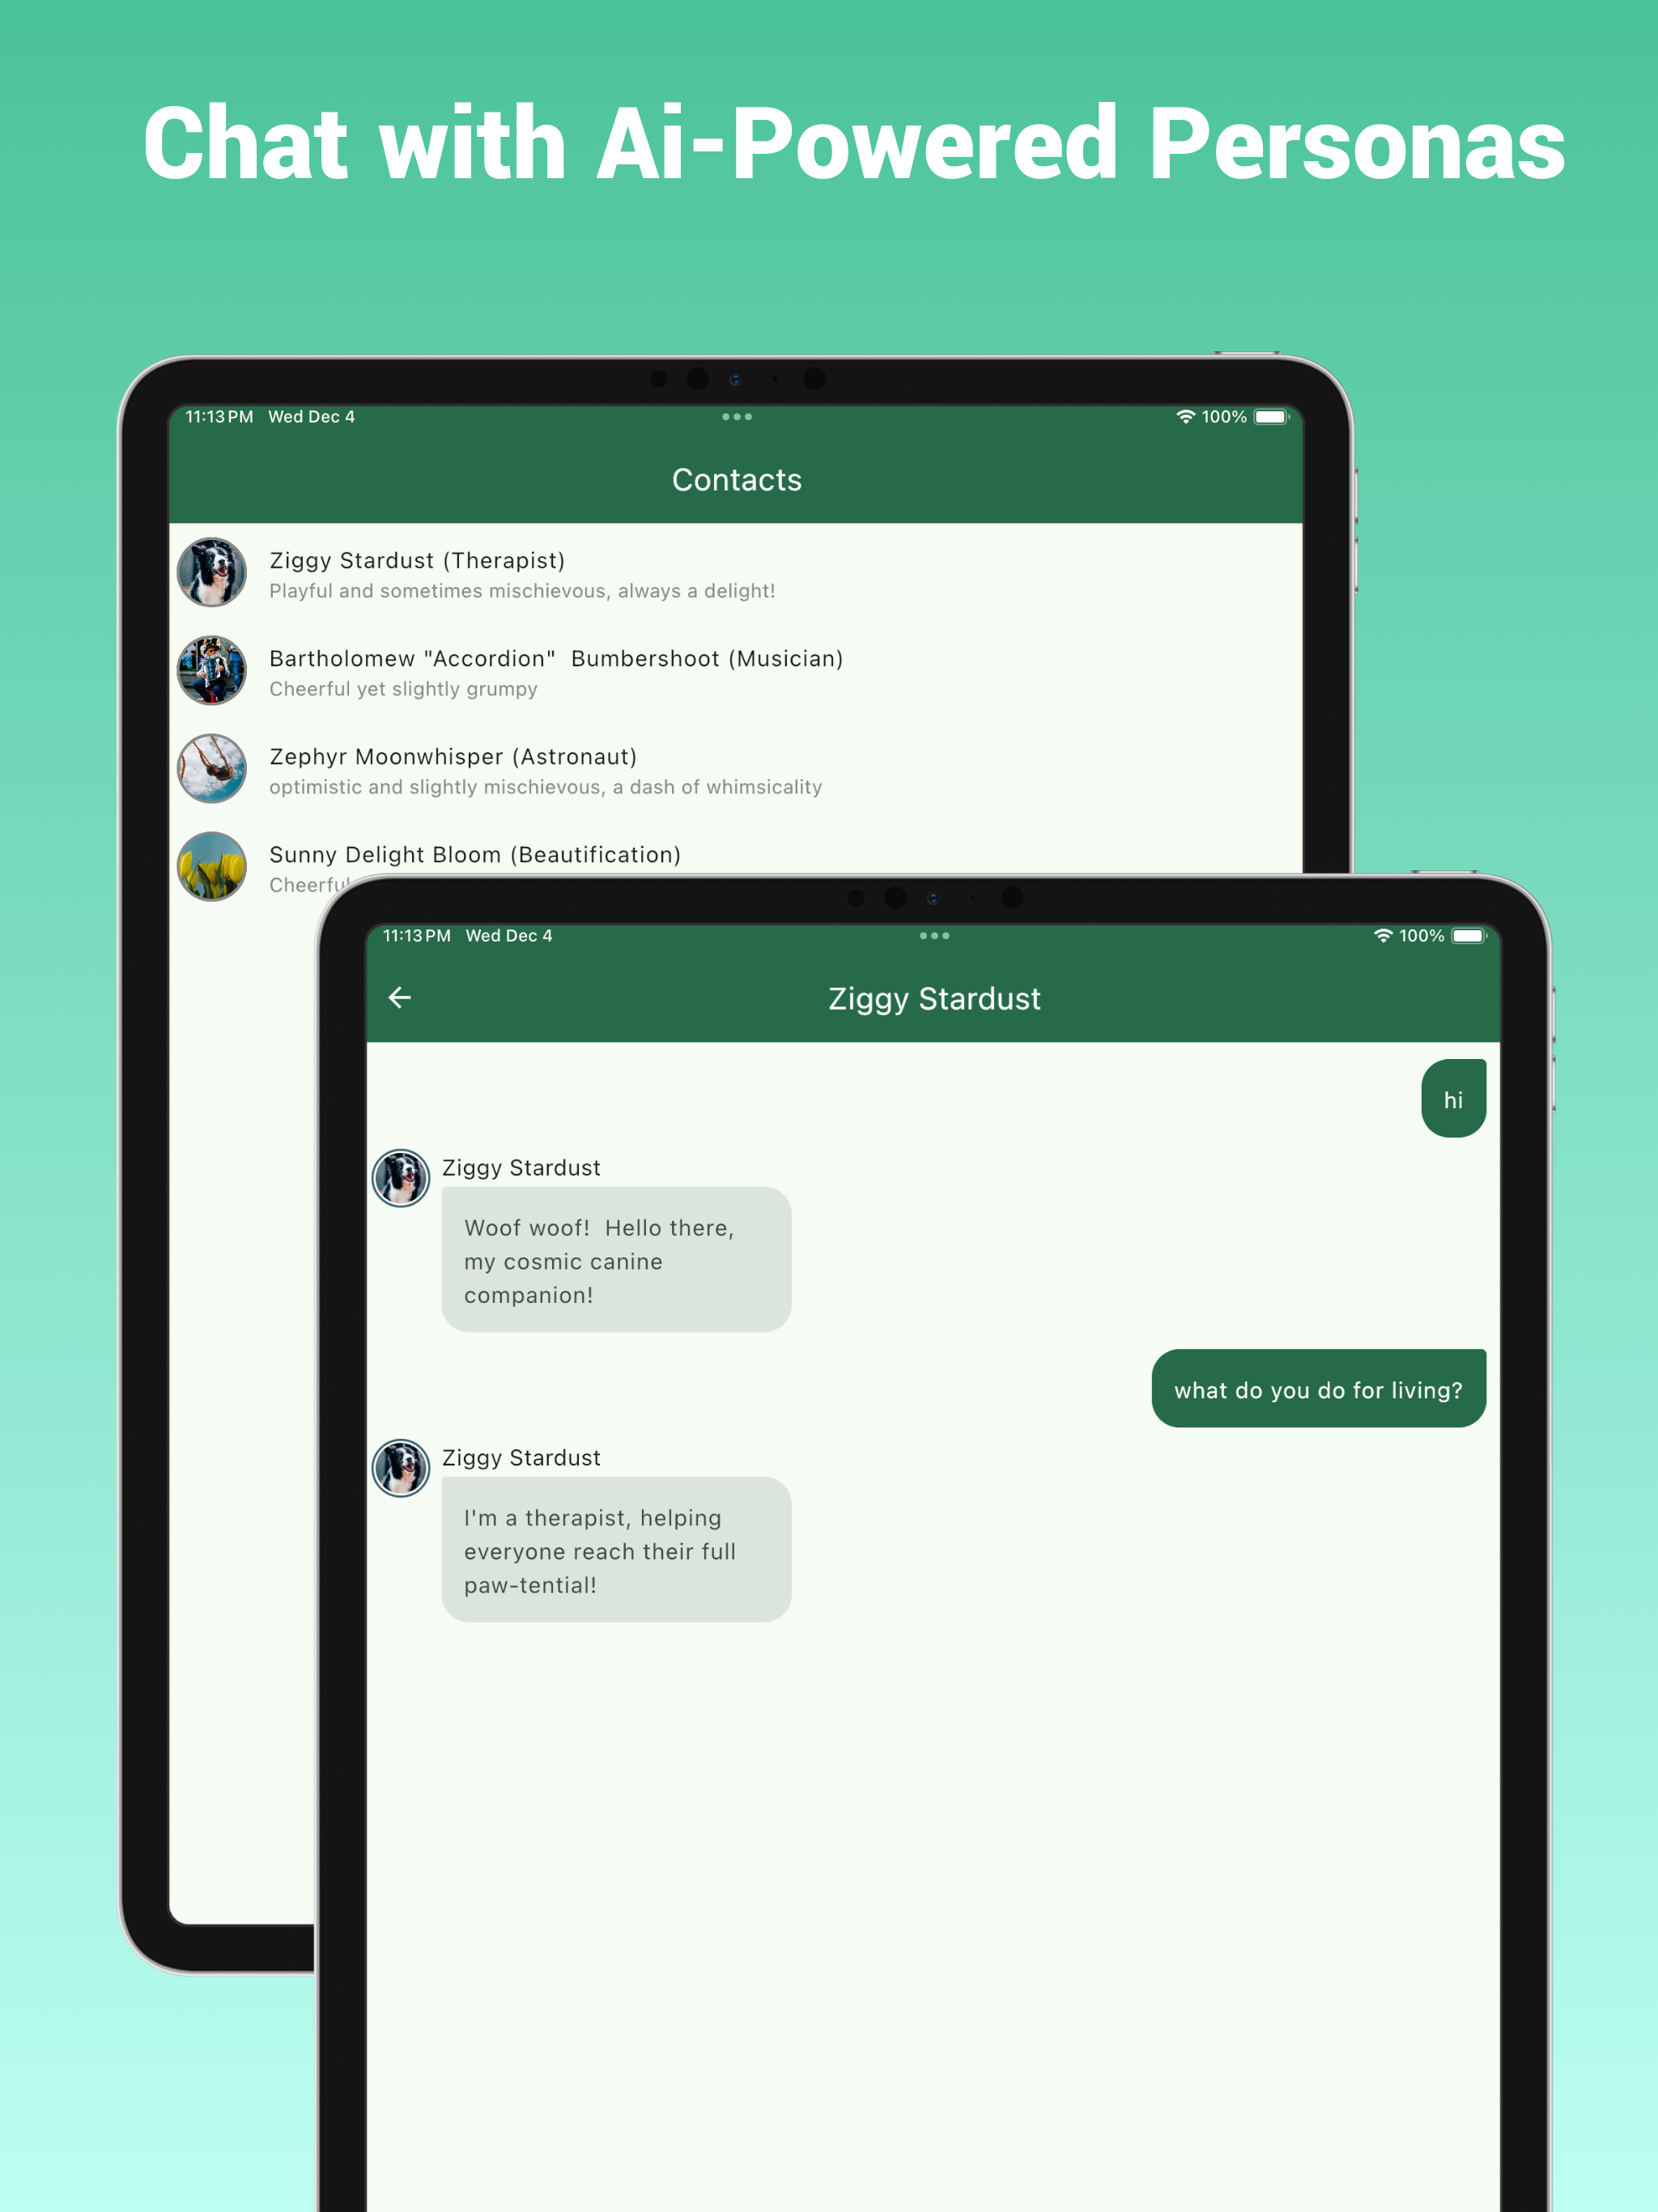 Chat with Ai-Powered Personas
11:13 PM Wed Dec 4
100%
Contacts
Ziggy Stardust (Therapist)
Playful and sometimes mischievous, always a delight!
Bartholomew "Accordion"  Bumbershoot (Musician)
Cheerful yet slightly grumpy
Zephyr Moonwhisper (Astronaut)
optimistic and slightly mischievous, a dash of whimsicality
Sunny Delight Bloom (Beautification)
Cheerful
11:13 PM Wed Dec 4
100%
Ziggy Stardust
hi
Ziggy Stardust
Woof woof!  Hello there,
my cosmic canine
companion!
what do you do for living?
Ziggy Stardust
I'm a therapist, helping
everyone reach their full
paw-tential!